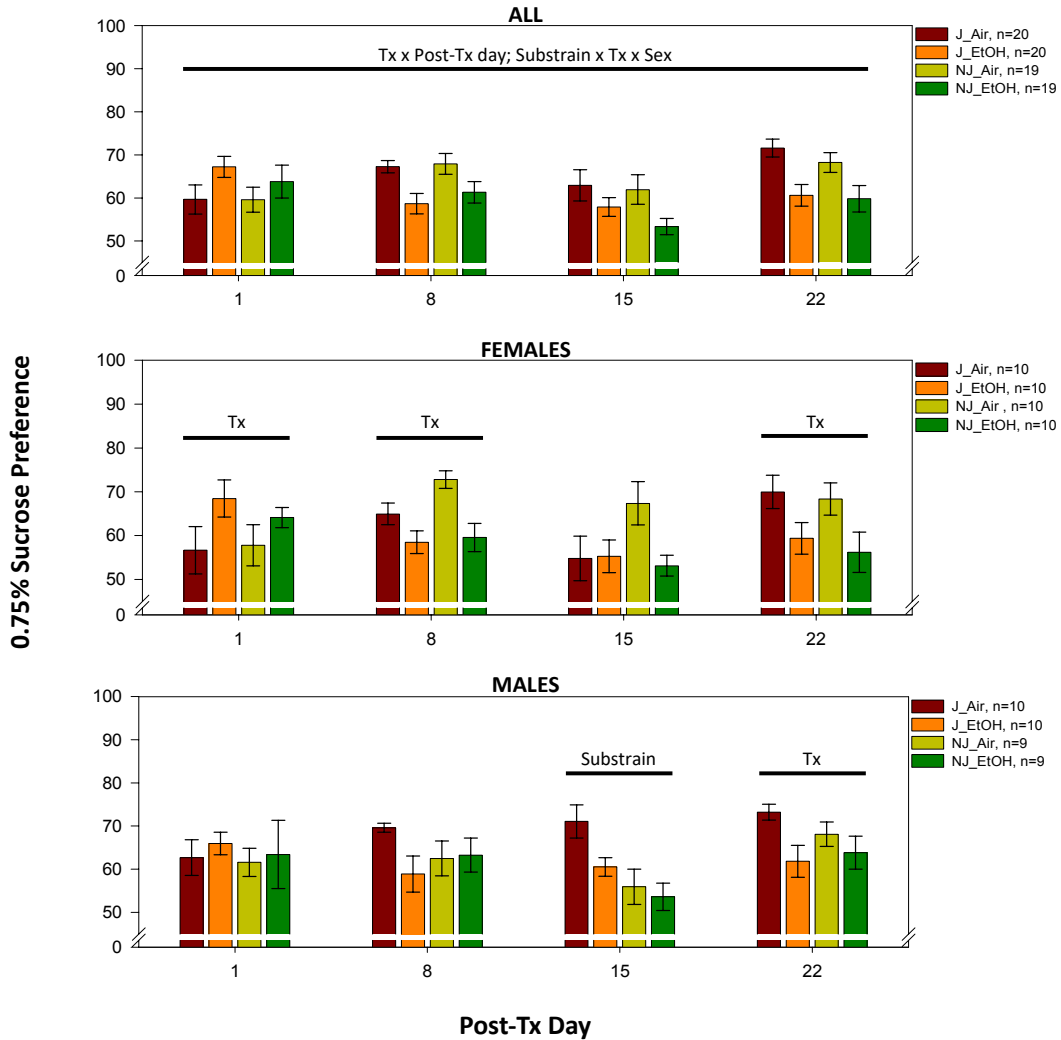 ALL
100
90
80
70
60
50
0
Tx x Post-Tx day; Substrain x Tx x Sex
1
8
15
22
J_Air, n=20
J_EtOH, n=20
NJ_Air, n=19
NJ_EtOH, n=19
0.75% Sucrose Preference
FEMALES
100
90
80
70
60
50
0
Tx
Tx
Tx
1
8
15
22
J_Air, n=10
J_EtOH, n=10
NJ_Air , n=10
NJ_EtOH, n=10
MALES
100
90
80
70
60
50
0
Substrain
Tx
1
8
15
22
J_Air, n=10
J_EtOH, n=10
NJ_Air, n=9
NJ_EtOH, n=9
Post-Tx Day